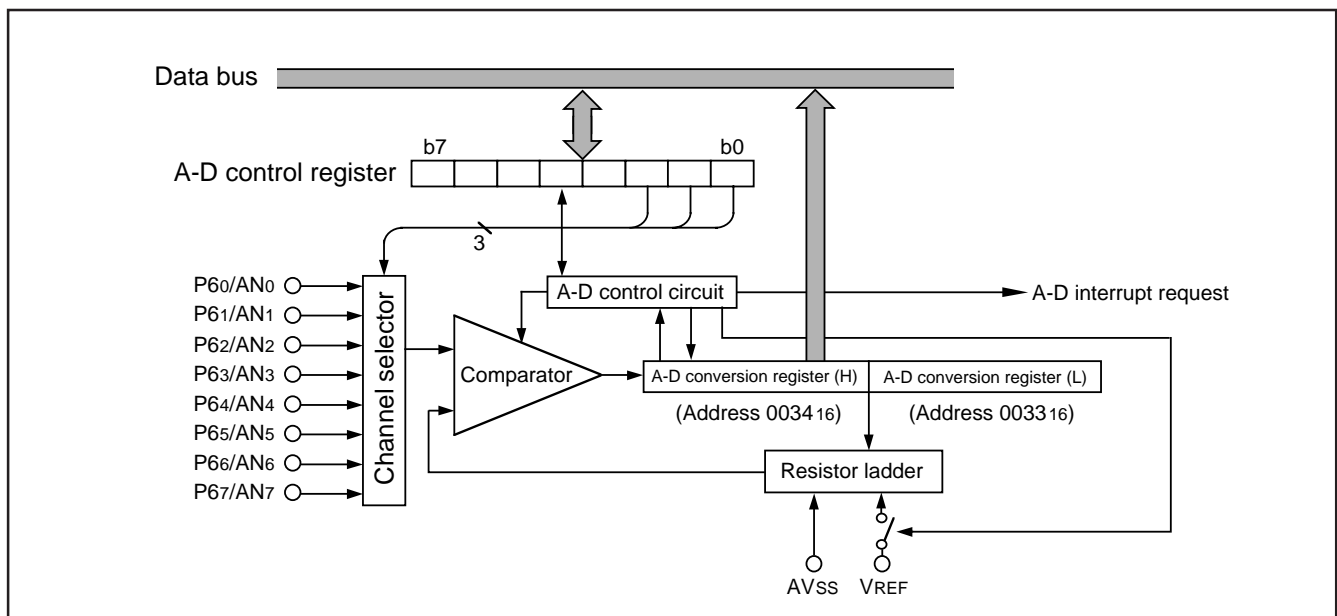 Data bus
b7 b0
A-D control register
3
P60/AN0
P61/AN1
P62/AN2
P63/AN3
P64/AN4
P65/AN5
P66/AN6
P67/AN7
Channel selector
A-D control circuit
A-D interrupt request
Comparator
A-D conversion register (H) A-D conversion register (L)
(Address 003416) (Address 003316)
Resistor ladder
AVSS VREF